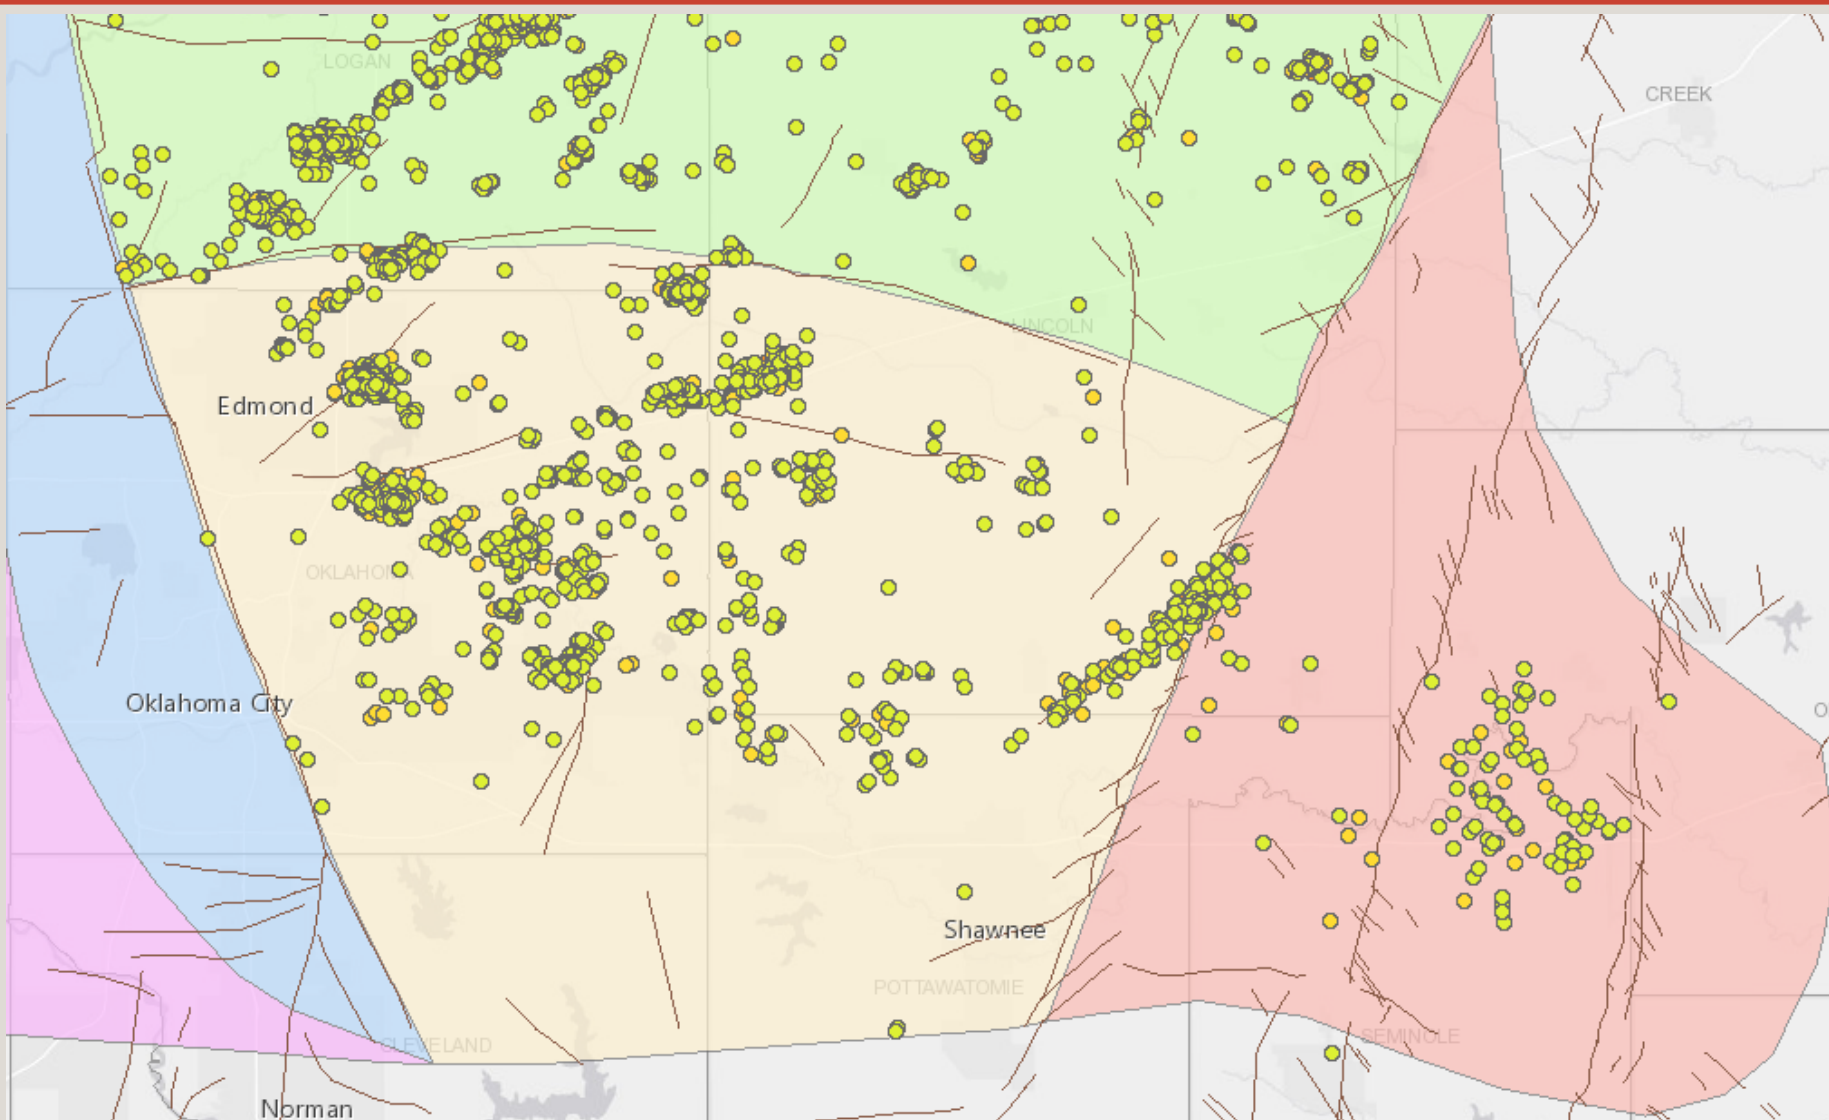 LOGAN
CREEK
LINCOLN
Edmond
OKLAHOMA
Oklahoma City
O
Shawnee
POTTAWATOMIE
SEMINOLE
CLEVELAND
Norman